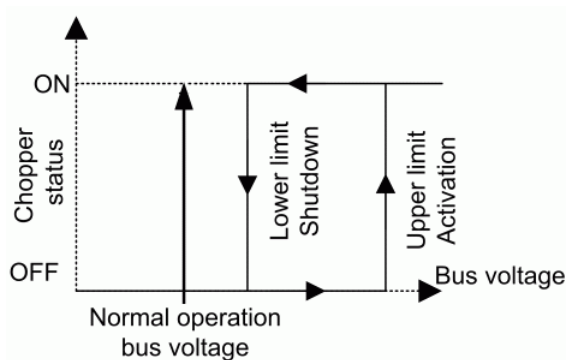 ON
Chopper
status
OFF
Lower limit
Shutdown
Upper limit
Activation
Bus voltage
Normal operation
bus voltage